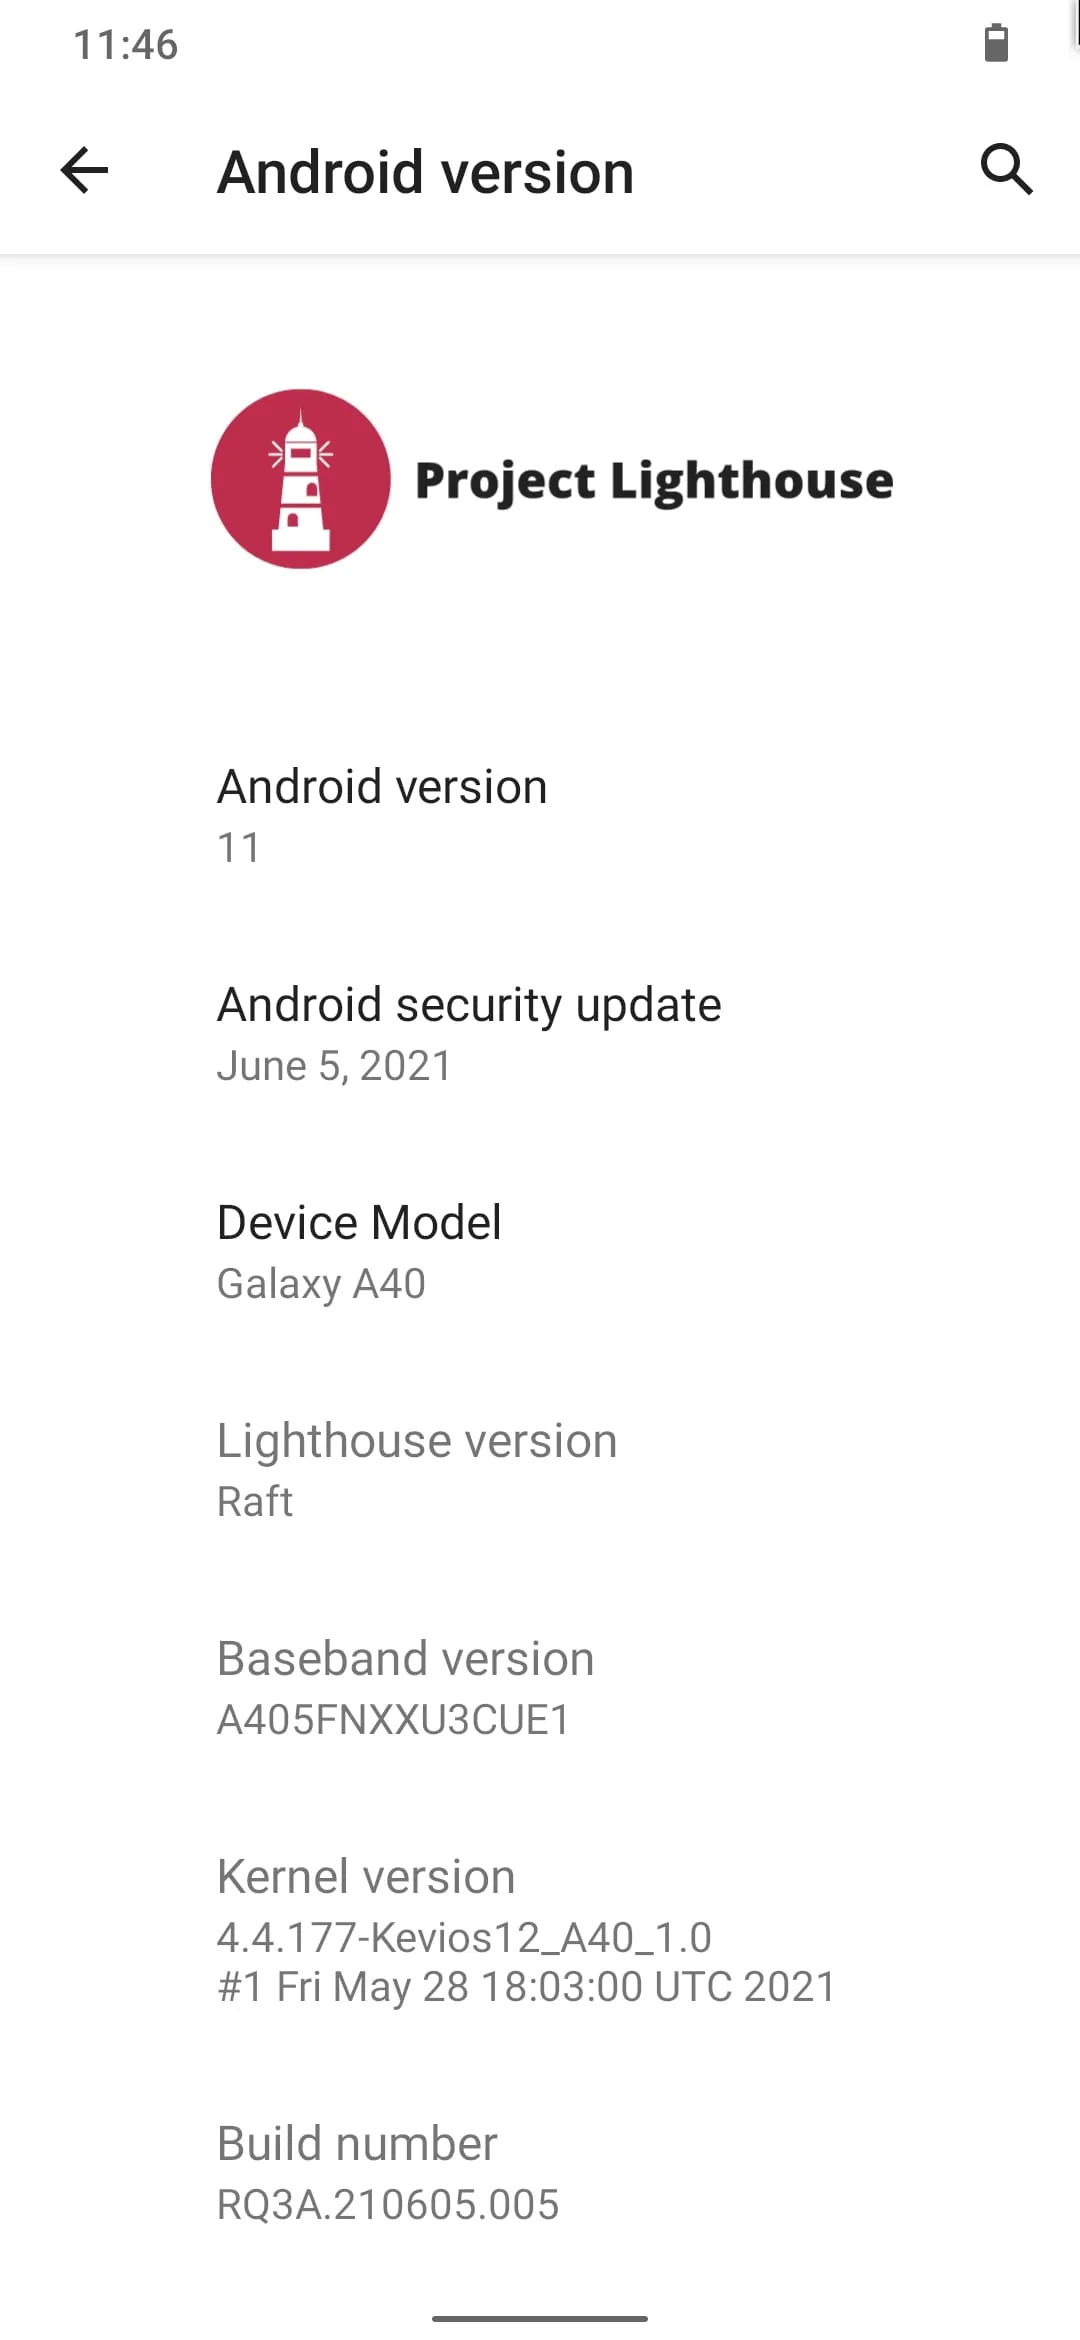 11:46
Android version
Project Lighthouse
Android version
11
Android security update
June 5, 2021
Device Model
Galaxy A40
Lighthouse version
Raft
Baseband version
A405FNXXU3CUE1
Kernel version
4.4.177-Kevios12_A40_1.0
#1 Fri May 28 18:03:00 UTC 2021
Build number
RQ3A.210605.005